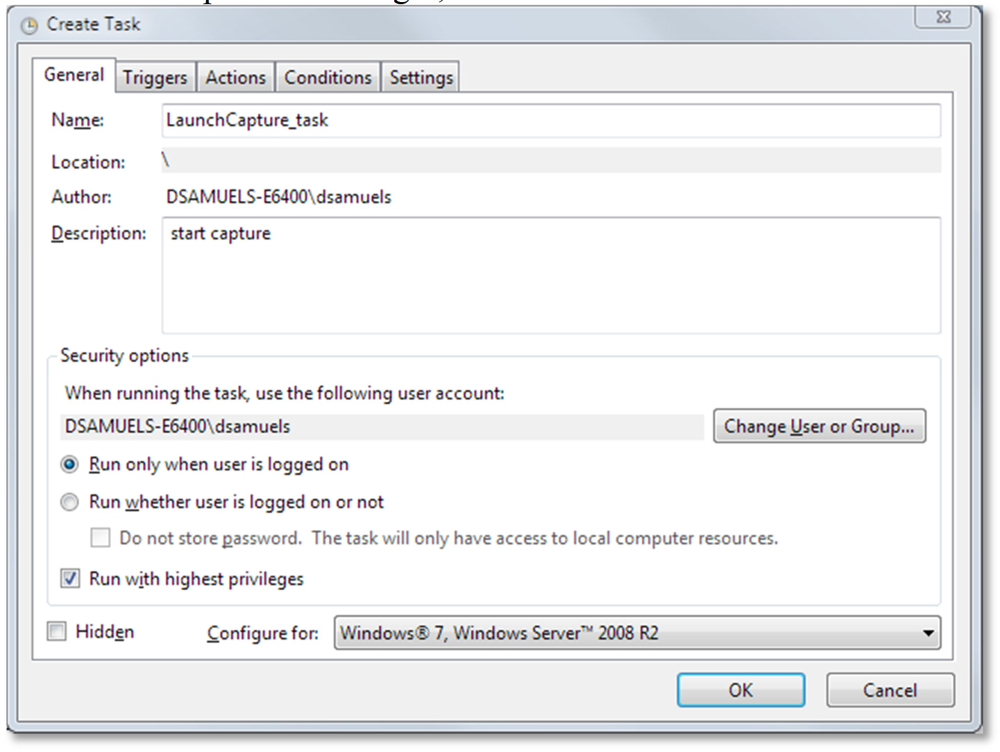 Create Task
General Triggers Actions Conditions Settings
Name: LaunchCapture_task
Location: \
Author: DSAMUELS-E6400\dsamuels
Description: start capture
Security options
When running the task, use the following user account:
DSAMUELS-E6400\dsamuels Change User or Group...
Run only when user is logged on
Run whether user is logged on or not
Do not store password. The task will only have access to local computer resources.
Run with highest privileges
Hidden Configure for: Windows® 7, Windows Server™ 2008 R2
OK Cancel